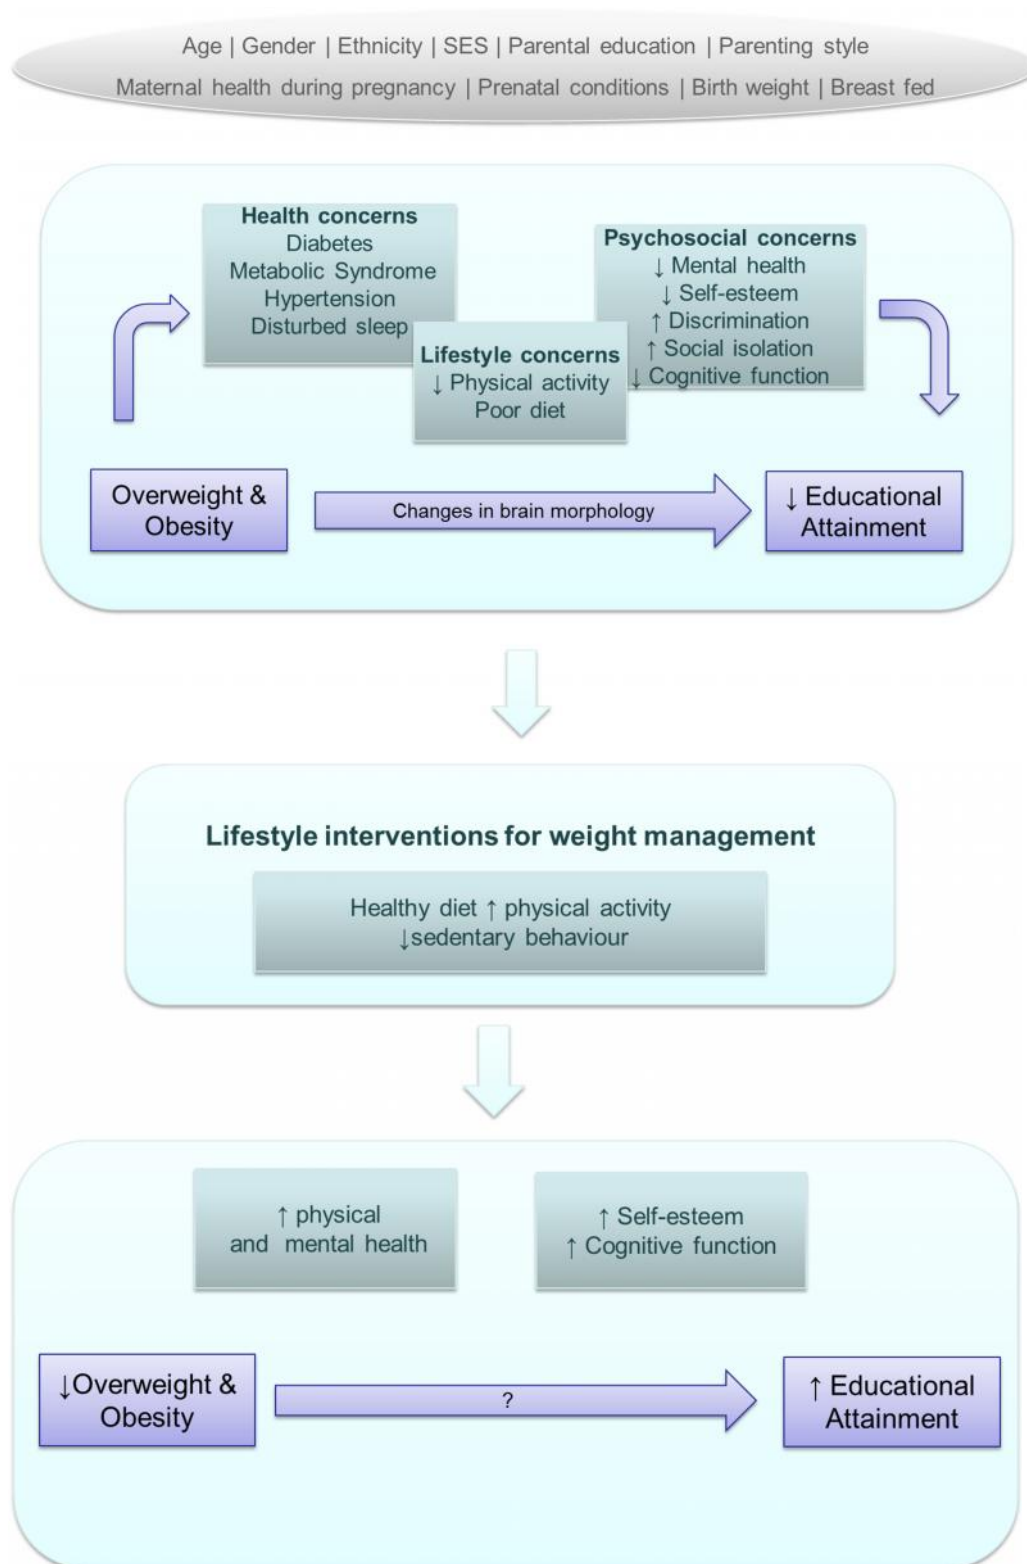 Age | Gender | Ethnicity | SES | Parental education | Parenting style
Maternal health during pregnancy | Prenatal conditions | Birth weight | Breast fed
Health concerns
Diabetes
Metabolic Syndrome
Hypertension
Disturbed sleep
Psychosocial concerns
↓ Mental health
↓ Self-esteem
↑ Discrimination
↑ Social isolation
↓ Cognitive function
Lifestyle concerns
↓ Physical activity
Poor diet
Overweight &
Obesity
Changes in brain morphology
↓ Educational
Attainment
Lifestyle interventions for weight management
Healthy diet ↑ physical activity
↓sedentary behaviour
↑ physical
and mental health
↑ Self-esteem
↑ Cognitive function
↓Overweight &
Obesity
?
↑ Educational
Attainment